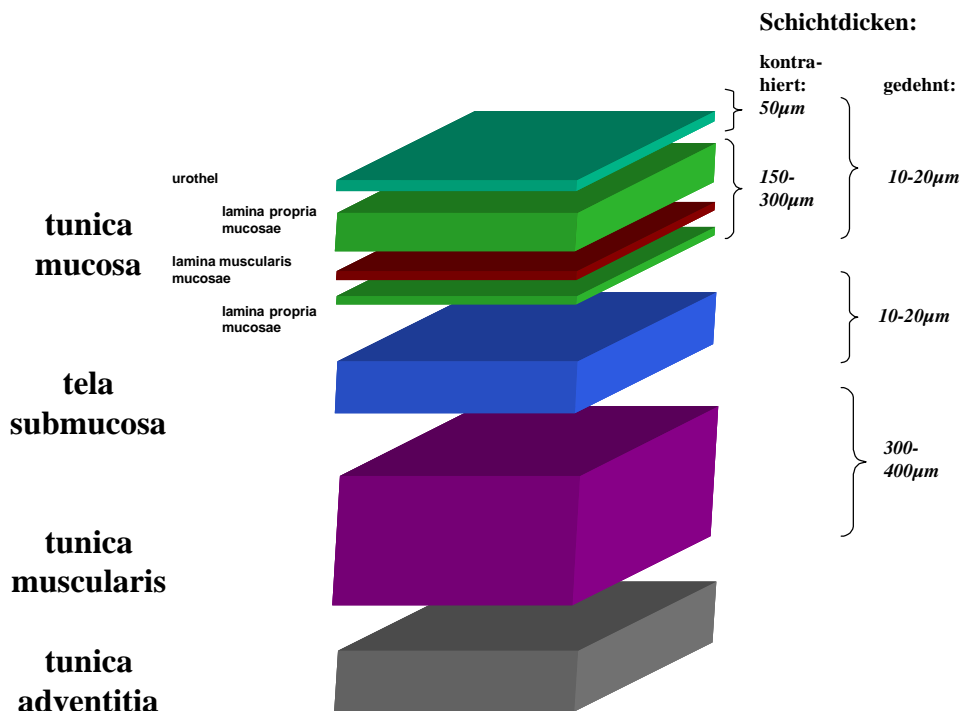 Schichtdicken:
kontra-
hiert:
gedehnt:
50µm
urothel
150-
300µm
10-20µm
tunica
mucosa
lamina propria
mucosae
lamina muscularis
mucosae
lamina propria
mucosae
10-20µm
tela
submucosa
300-
400µm
tunica
muscularis
tunica
adventitia